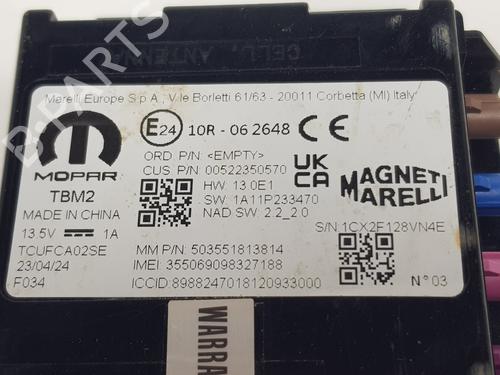 CELL. ANTENNA
B-PARTS
Marelli Europe S.p.A., V.le Borletti 61/63 - 20011 Corbetta (MI) Italy
MOPAR
TBM2
MADE IN CHINA
13.5V ⎓ 1A
TCUFCA02SE
23/04/24
F034
E24 10R - 06 2648 CE
ORD. P/N <EMPTY>
CUS. P/N 00522350570
HW: 13.0E1
SW: 1A11P233470
NAD SW: 2.2_2.0
UKCA
MAGNETI
MARELLI
S/N:1CX2F128VN4E
MM P/N: 503551813814
IMEI: 355069098327188
ICCID:8988247018120933000
N°03
WARRA